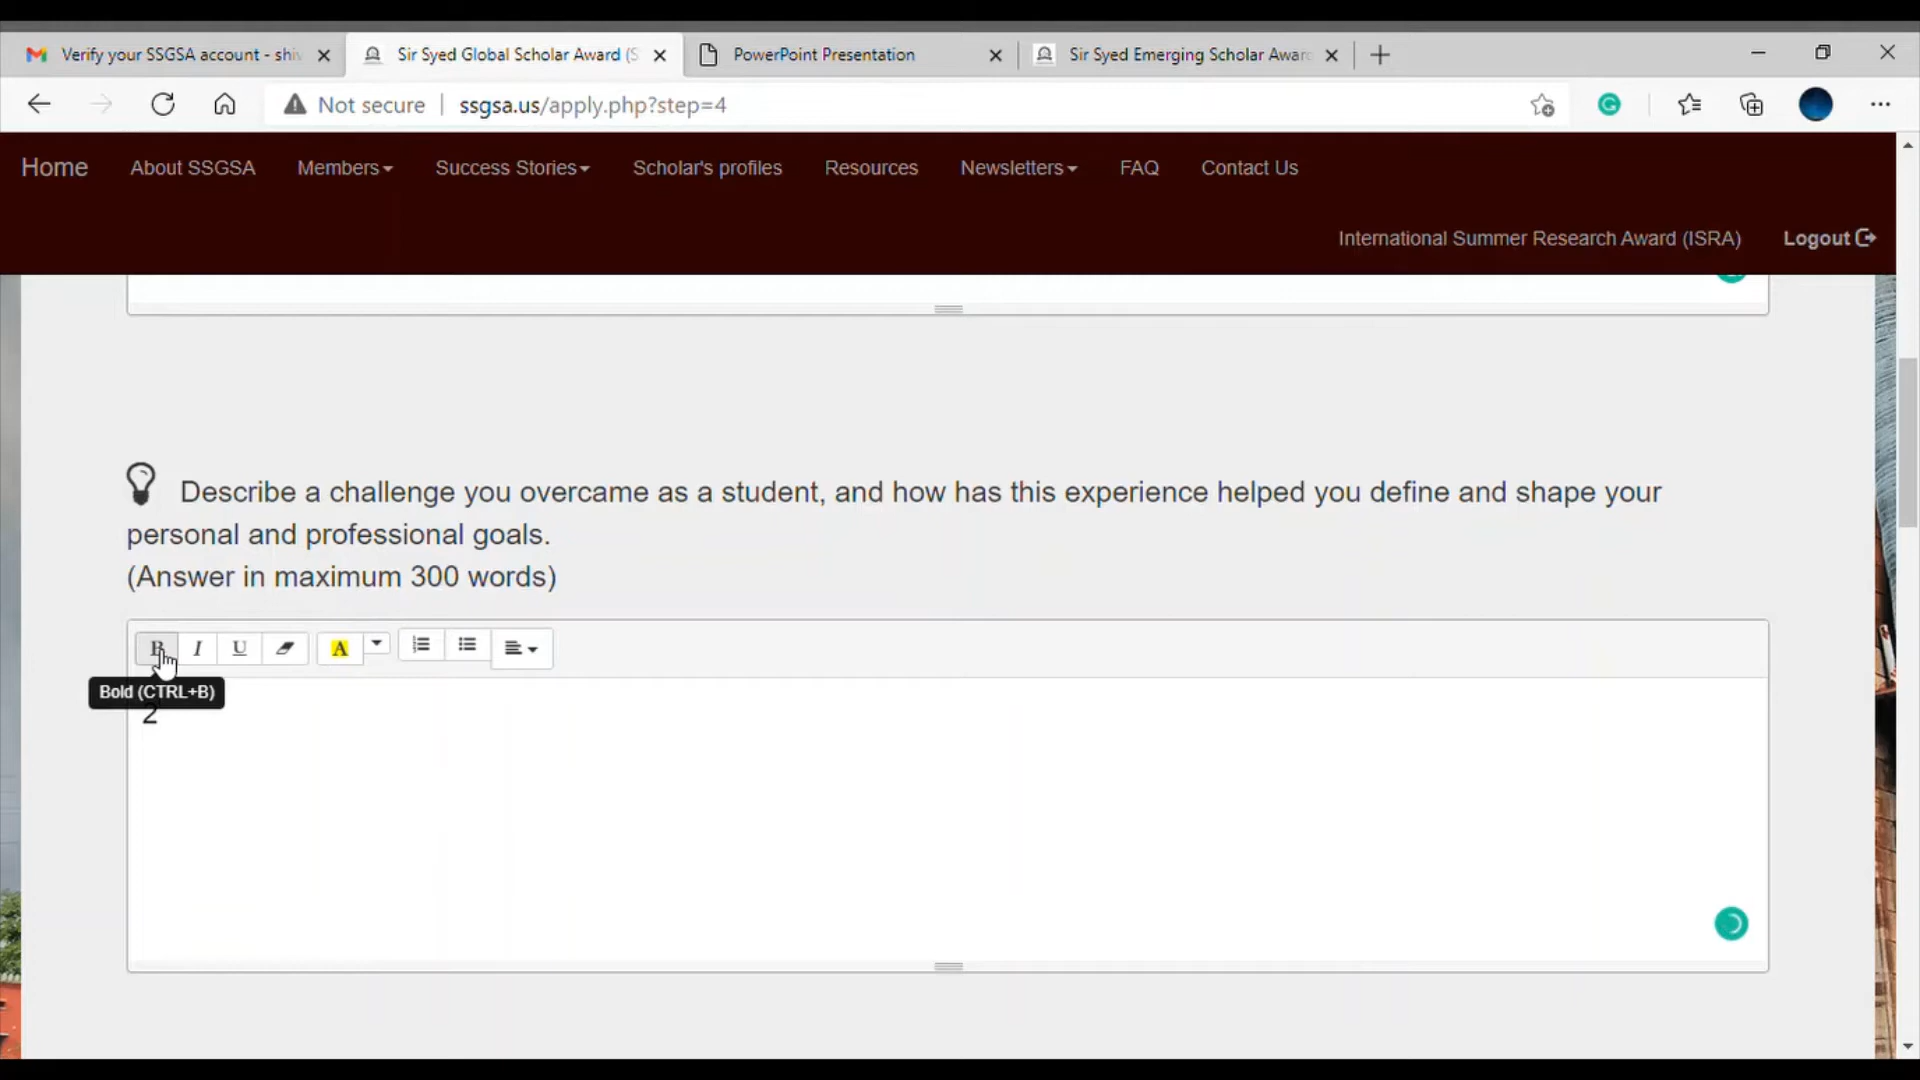 Verify your SSGSA account - shiv
Sir Syed Global Scholar Award (S
PowerPoint Presentation
Sir Syed Emerging Scholar Awar
Not secure
ssgsa.us/apply.php?step=4
Home
About SSGSA
Members
Success Stories
Scholar's profiles
Resources
Newsletters
FAQ
Contact Us
International Summer Research Award (ISRA)
Logout
Describe a challenge you overcame as a student, and how has this experience helped you define and shape your
personal and professional goals.
(Answer in maximum 300 words)
B I U A
Bold (CTRL+B)
2